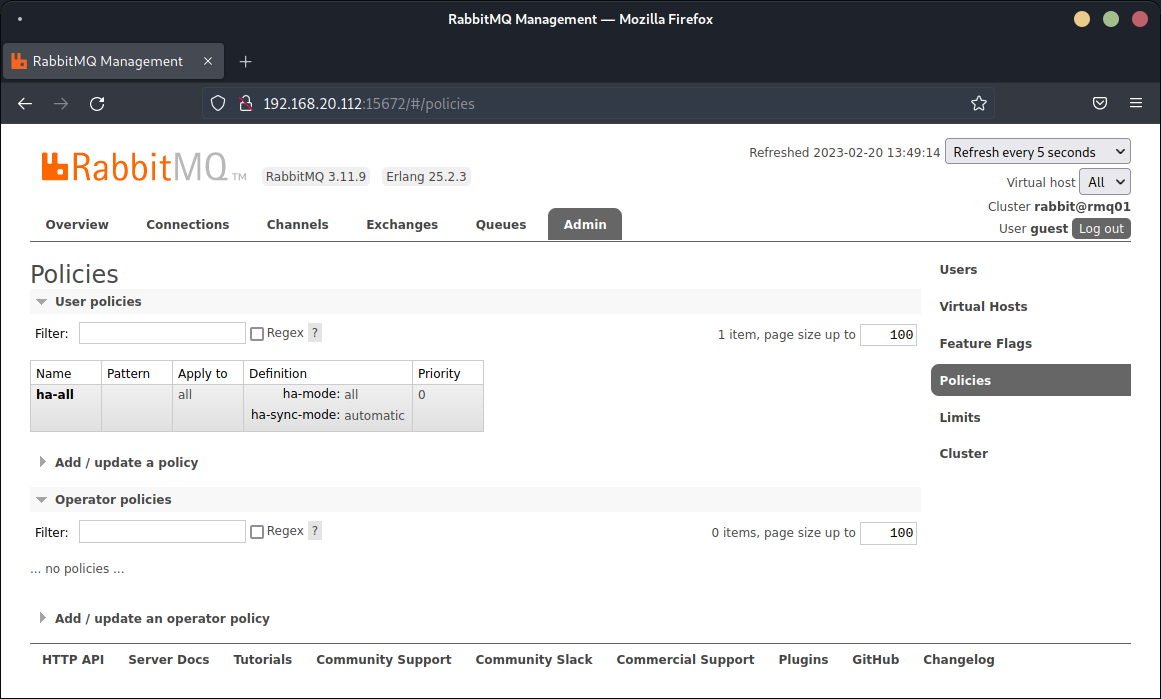 RabbitMQ Management — Mozilla Firefox
RabbitMQ Management
192.168.20.112:15672/#/policies
RabbitMQ TM RabbitMQ 3.11.9 Erlang 25.2.3
Refreshed 2023-02-20 13:49:14 Refresh every 5 seconds
Virtual host All
Cluster rabbit@rmq01
User guest Log out
Overview Connections Channels Exchanges Queues Admin
Policies
User policies
Filter: Regex ? 1 item, page size up to 100
Name Pattern Apply to Definition Priority
ha-all all ha-mode: all 0
ha-sync-mode: automatic
Add / update a policy
Operator policies
Filter: Regex ? 0 items, page size up to 100
... no policies ...
Add / update an operator policy
Users
Virtual Hosts
Feature Flags
Policies
Limits
Cluster
HTTP API Server Docs Tutorials Community Support Community Slack Commercial Support Plugins GitHub Changelog